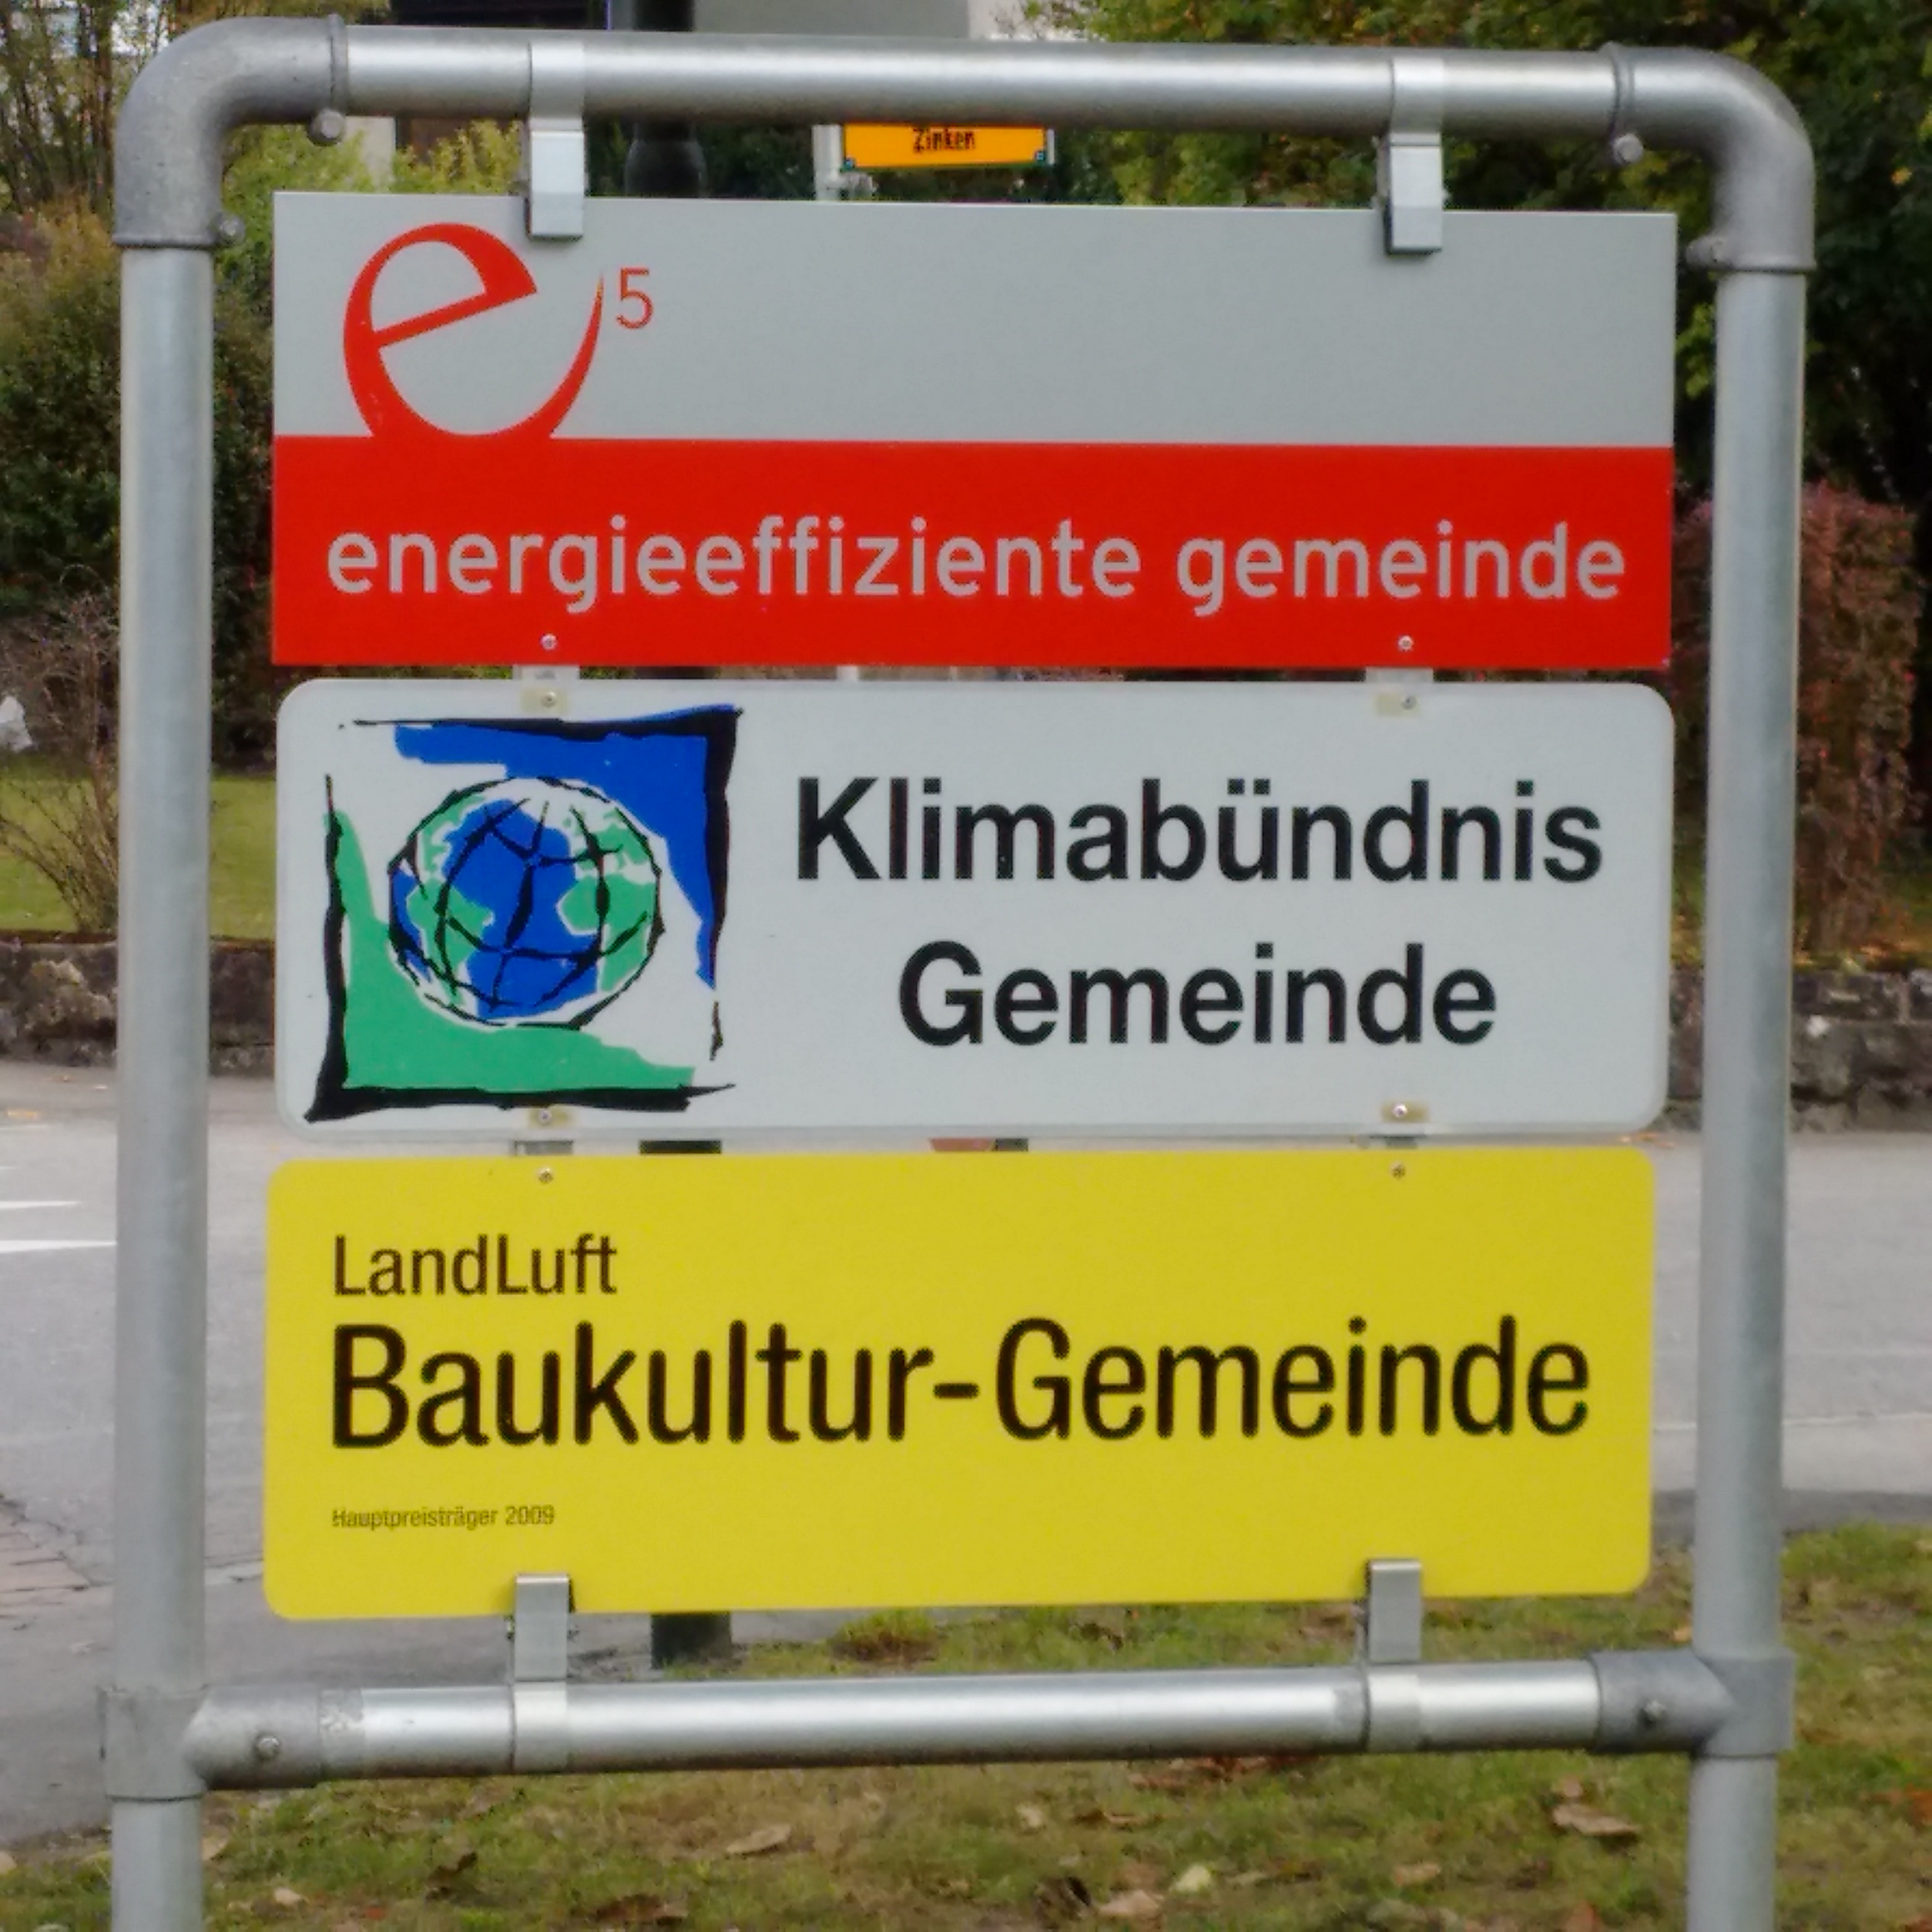 Zinken
e5
energieeffiziente gemeinde
Klimabündnis
Gemeinde
LandLuft
Baukultur-Gemeinde
Hauptpreisträger 2009